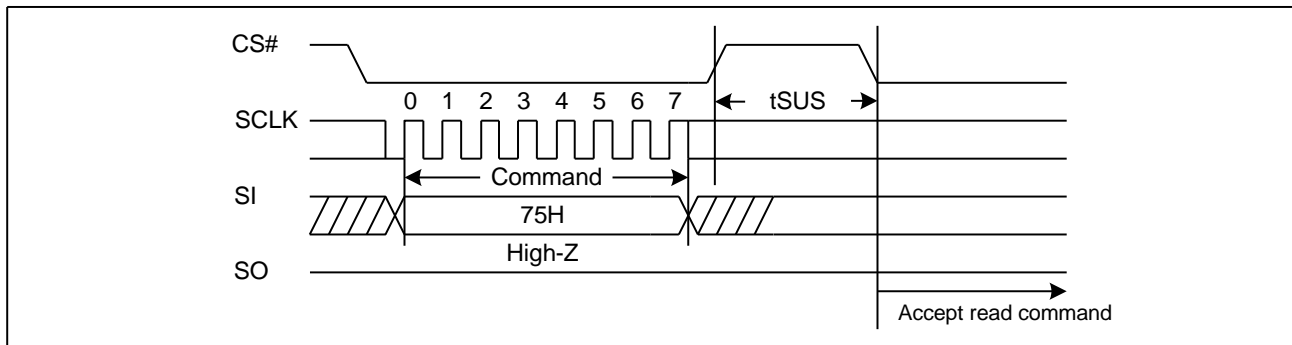 CS#
tSUS
0 1 2 3 4 5 6 7
SCLK
Command
SI
75H
High-Z
SO
Accept read command